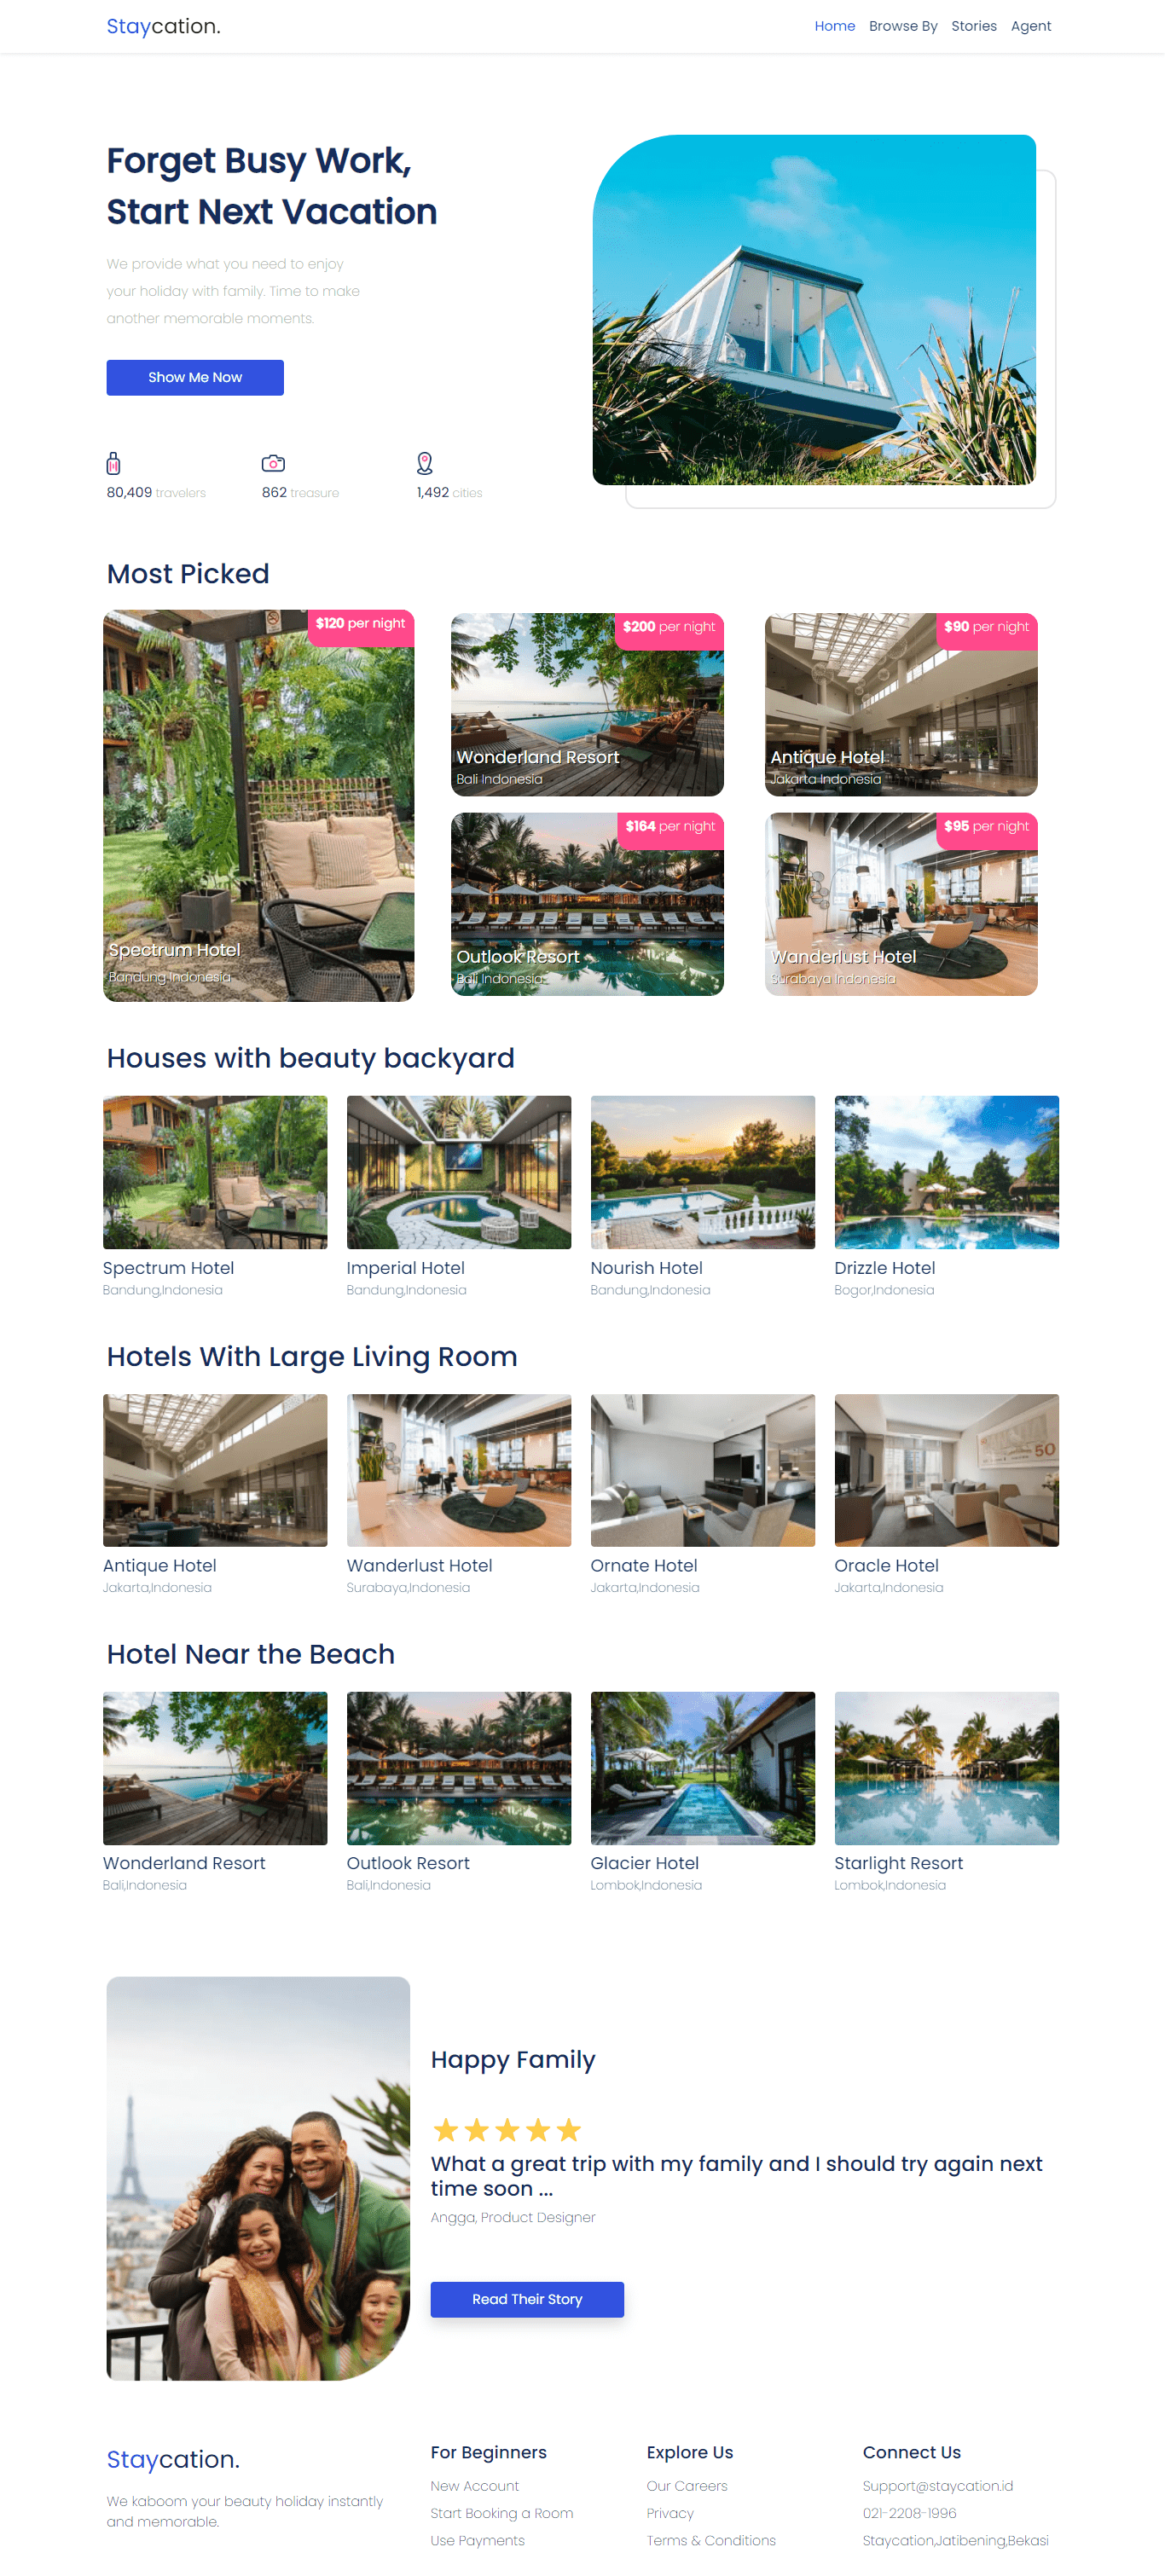 Staycation.
Home Browse By Stories Agent
Forget Busy Work,
Start Next Vacation
We provide what you need to enjoy
your holiday with family. Time to make
another memorable moments.
Show Me Now
80,409 travelers
862 treasure
1,492 cities
Most Picked
$120 per night
Spectrum Hotel
Bandung Indonesia
$200 per night
Wonderland Resort
Bali Indonesia
$90 per night
Antique Hotel
Jakarta Indonesia
$164 per night
Outlook Resort
Bali Indonesia
$95 per night
Wanderlust Hotel
Surabaya Indonesia
Houses with beauty backyard
Spectrum Hotel
Bandung,Indonesia
Imperial Hotel
Bandung,Indonesia
Nourish Hotel
Bandung,Indonesia
Drizzle Hotel
Bogor,Indonesia
Hotels With Large Living Room
50
Antique Hotel
Jakarta,Indonesia
Wanderlust Hotel
Surabaya,Indonesia
Ornate Hotel
Jakarta,Indonesia
Oracle Hotel
Jakarta,Indonesia
Hotel Near the Beach
Wonderland Resort
Bali,Indonesia
Outlook Resort
Bali,Indonesia
Glacier Hotel
Lombok,Indonesia
Starlight Resort
Lombok,Indonesia
Happy Family
What a great trip with my family and I should try again next
time soon ...
Angga, Product Designer
Read Their Story
Staycation.
We kaboom your beauty holiday instantly
and memorable.
For Beginners
New Account
Start Booking a Room
Use Payments
Explore Us
Our Careers
Privacy
Terms & Conditions
Connect Us
Support@staycation.id
021-2208-1996
Staycation,Jatibening,Bekasi